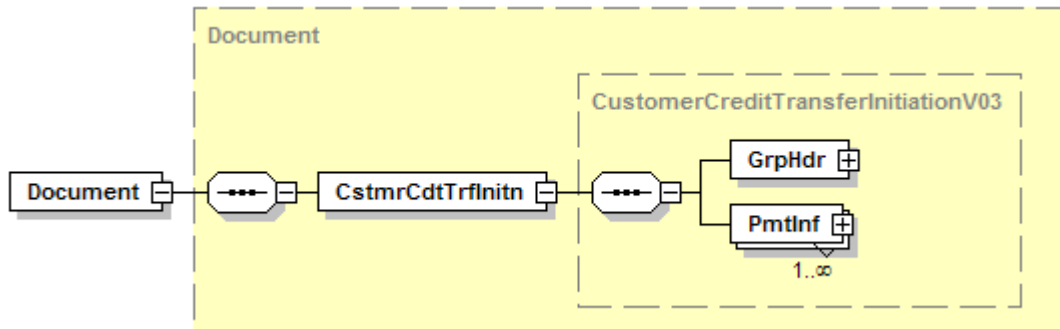 Document
CustomerCreditTransferInitiationV03
GrpHdr
Document
CstmrCdtTrfInitn
PmtInf
1..∞